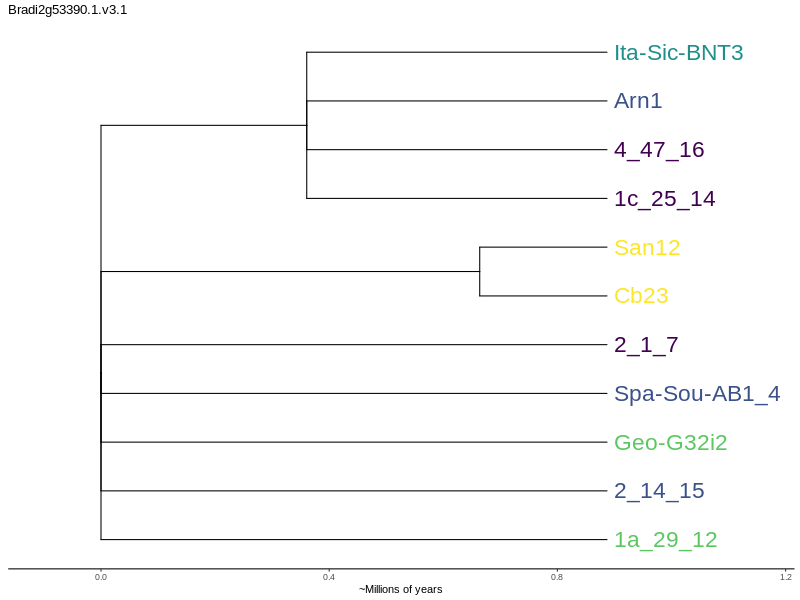 Bradi2g53390.1.v3.1
Ita-Sic-BNT3
Arn1
4_47_16
1c_25_14
San12
Cb23
2_1_7
Spa-Sou-AB1_4
Geo-G32i2
2_14_15
1a_29_12
0.0 0.4 0.8 1.2
~Millions of years